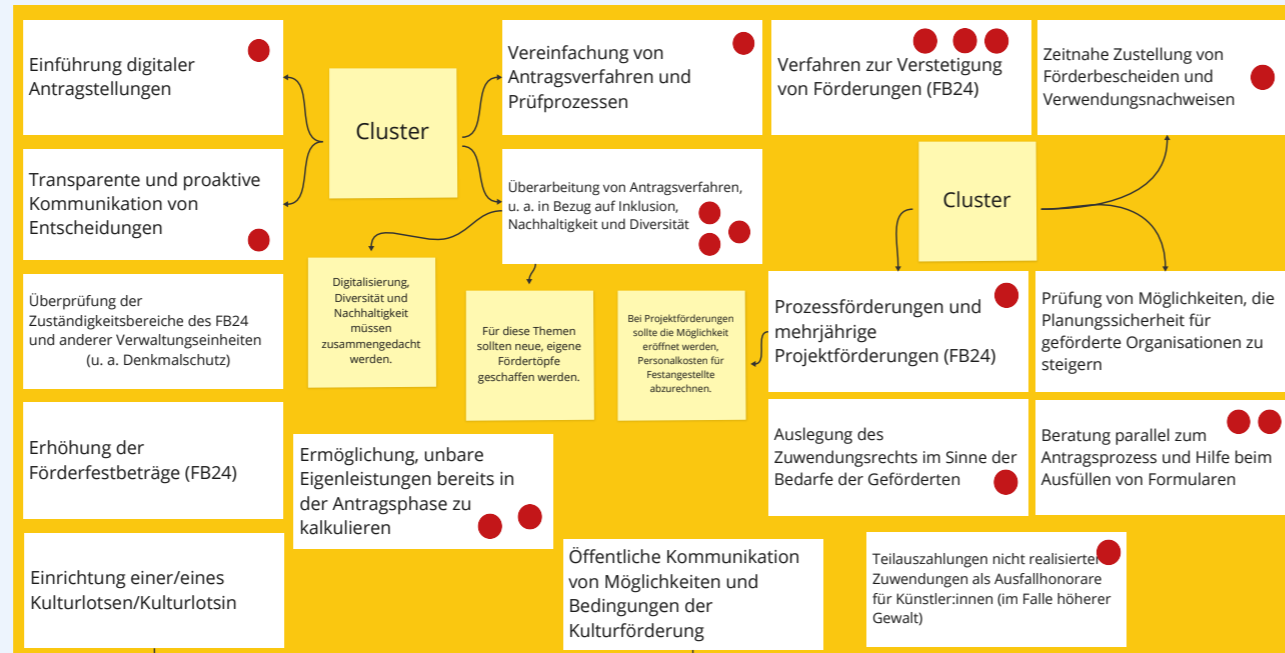 Einführung digitaler
Antragstellungen
Cluster
Vereinfachung von
Antragsverfahren und
Prüfprozessen
Verfahren zur Verstetigung
von Förderungen (FB24)
Zeitnahe Zustellung von
Förderbescheiden und
Verwendungsnachweisen
Transparente und proaktive
Kommunikation von
Entscheidungen
Überarbeitung von Antragsverfahren,
u. a. in Bezug auf Inklusion,
Nachhaltigkeit und Diversität
Cluster
Überprüfung der
Zuständigkeitsbereiche des FB24
und anderer Verwaltungseinheiten
(u. a. Denkmalschutz)
Digitalisierung,
Diversität und
Nachhaltigkeit
müssen
zusammengedacht
werden.
Für diese Themen
sollten neue, eigene
Fördertöpfe
geschaffen werden.
Bei Projektförderungen
sollte die Möglichkeit
eröffnet werden,
Personalkosten für
Festangestellte
abzurechnen.
Prozessförderungen und
mehrjährige
Projektförderungen (FB24)
Prüfung von Möglichkeiten, die
Planungssicherheit für
geförderte Organisationen zu
steigern
Erhöhung der
Förderfestbeträge (FB24)
Ermöglichung, unbare
Eigenleistungen bereits in
der Antragsphase zu
kalkulieren
Auslegung des
Zuwendungsrechts im Sinne der
Bedarfe der Geförderten
Beratung parallel zum
Antragsprozess und Hilfe beim
Ausfüllen von Formularen
Einrichtung einer/eines
Kulturlotsen/Kulturlotsin
Öffentliche Kommunikation
von Möglichkeiten und
Bedingungen der
Kulturförderung
Teilauszahlungen nicht realisierter
Zuwendungen als Ausfallhonorare
für Künstler:innen (im Falle höherer
Gewalt)